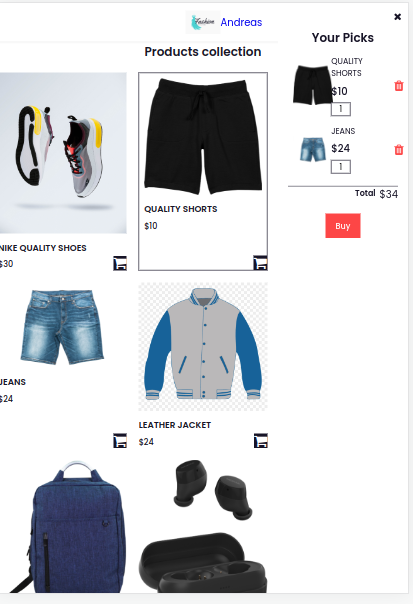 Fashion
Andreas
Products collection
NIKE QUALITY SHOES
$30
QUALITY SHORTS
$10
JEANS
$24
LEATHER JACKET
$24
Your Picks
QUALITY
SHORTS
$10
1
JEANS
$24
1
Total $34
Buy